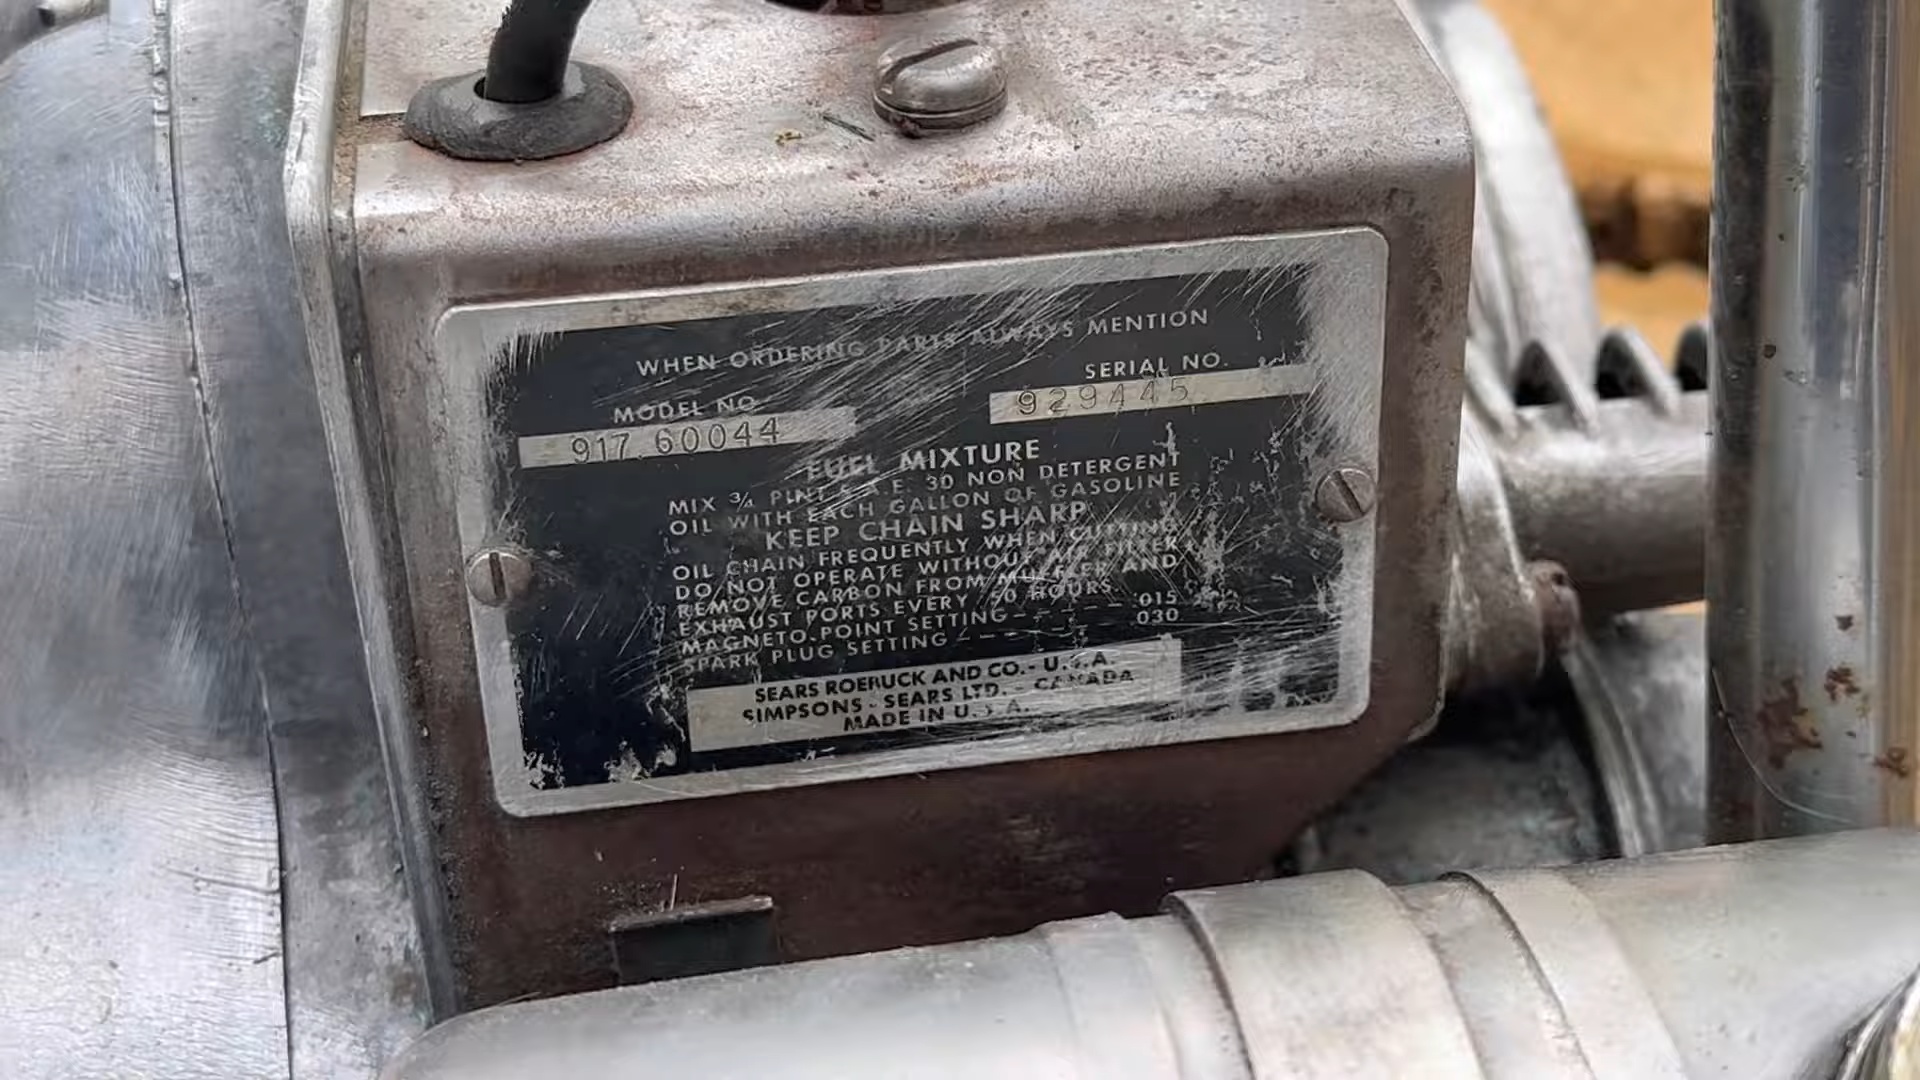 WHEN ORDERING PARTS ALWAYS MENTION
MODEL NO. SERIAL NO.
917.60044 929445
FUEL MIXTURE
MIX 3/4 PINT S.A.E. 30 NON DETERGENT
OIL WITH EACH GALLON OF GASOLINE
KEEP CHAIN SHARP
OIL CHAIN FREQUENTLY WHEN CUTTING
DO NOT OPERATE WITHOUT AIR FILTER
REMOVE CARBON FROM MUFFLER AND
EXHAUST PORTS EVERY 50 HOURS
MAGNETO POINT SETTING - - - - - 015
SPARK PLUG SETTING - - - - - - 030
SEARS ROEBUCK AND CO. - U.S.A.
SIMPSONS - SEARS LTD. - CANADA
MADE IN U.S.A.